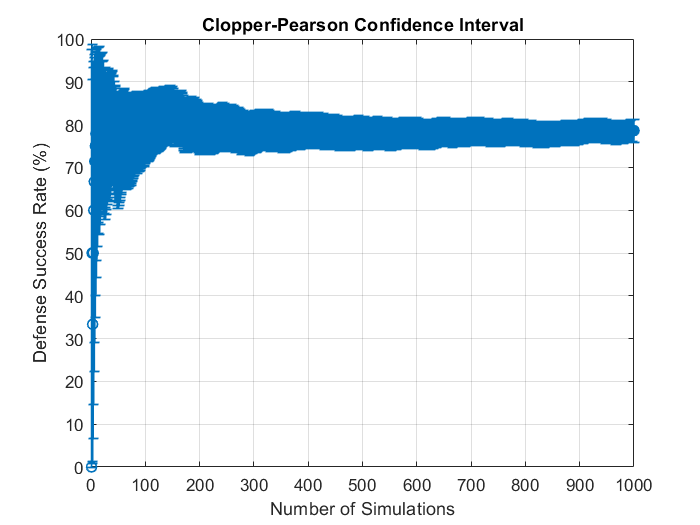 Clopper-Pearson Confidence Interval
100
90
80
70
60
50
40
30
20
10
0
Defense Success Rate (%)
0 100 200 300 400 500 600 700 800 900 1000
Number of Simulations